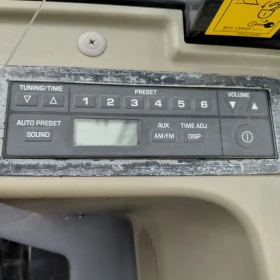 TUNING/TIME PRESET VOLUME
1 2 3 4 5 6
AUTO PRESET AUX TIME ADJ
SOUND AM/FM DISP